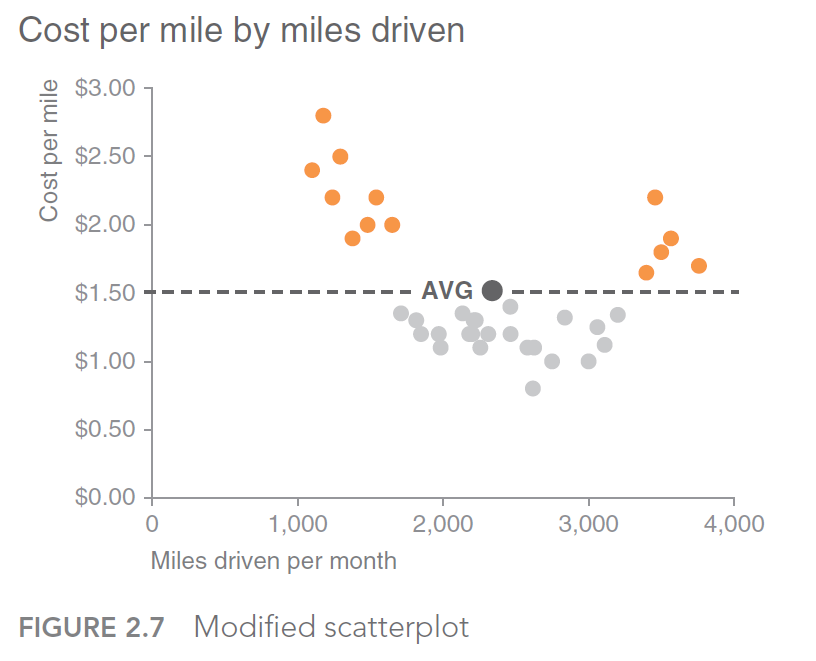 Cost per mile by miles driven
Cost per mile
$3.00
$2.50
$2.00
$1.50
AVG
$1.00
$0.50
$0.00
0 1,000 2,000 3,000 4,000
Miles driven per month
FIGURE 2.7 Modified scatterplot